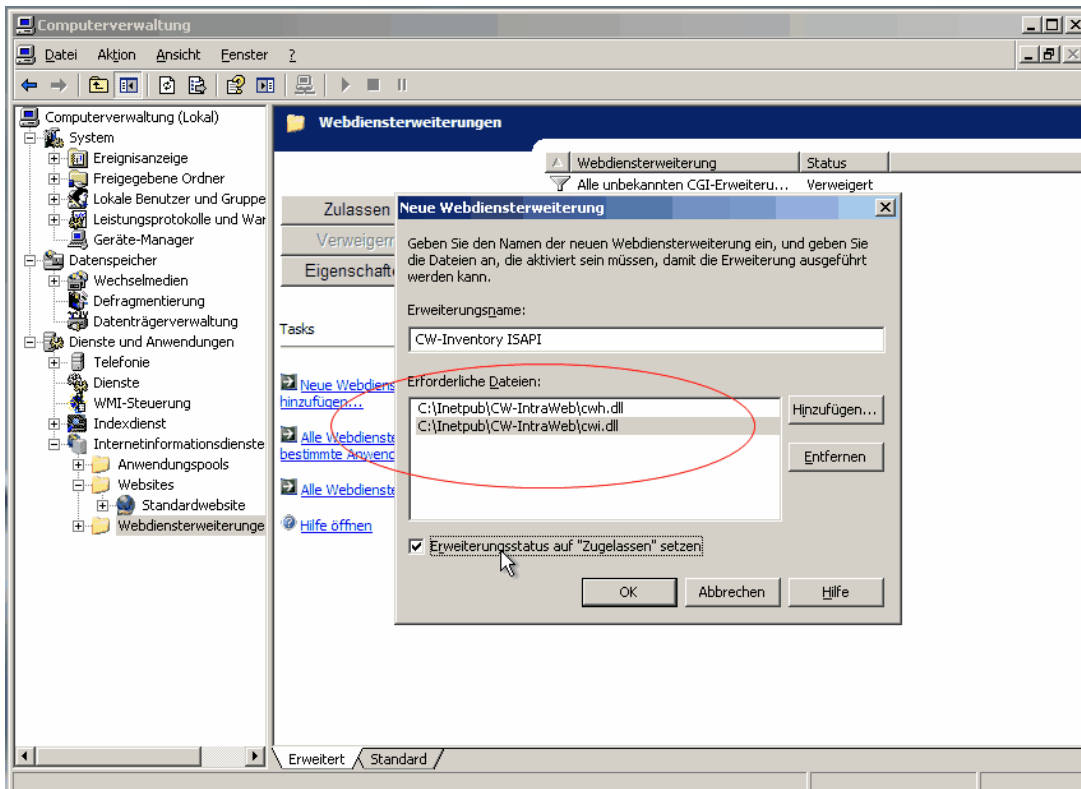 Computerverwaltung
Datei Aktion Ansicht Fenster ?
Computerverwaltung (Lokal)
System
Ereignisanzeige
Freigegebene Ordner
Lokale Benutzer und Gruppe
Leistungsprotokolle und War
Geräte-Manager
Datenspeicher
Wechselmedien
Defragmentierung
Datenträgerverwaltung
Dienste und Anwendungen
Telefonie
Dienste
WMI-Steuerung
Indexdienst
Internetinformationsdienste
Anwendungspools
Websites
Standardwebsite
Webdiensterweiterunge
Webdiensterweiterungen
Webdiensterweiterung Status
Alle unbekannten CGI-Erweiteru... Verweigert
Zulassen
Verweigern
Eigenschafte
Tasks
Neue Webdiens
hinzufügen...
Alle Webdienste
bestimmte Anwend
Alle Webdienste
Hilfe öffnen
Neue Webdiensterweiterung
Geben Sie den Namen der neuen Webdiensterweiterung ein, und geben Sie
die Dateien an, die aktiviert sein müssen, damit die Erweiterung ausgeführt
werden kann.
Erweiterungsname:
CW-Inventory ISAPI
Erforderliche Dateien:
C:\Inetpub\CW-IntraWeb\cwh.dll
C:\Inetpub\CW-IntraWeb\cwi.dll
Hinzufügen...
Entfernen
Erweiterungsstatus auf "Zugelassen" setzen
OK Abbrechen Hilfe
Erweitert Standard